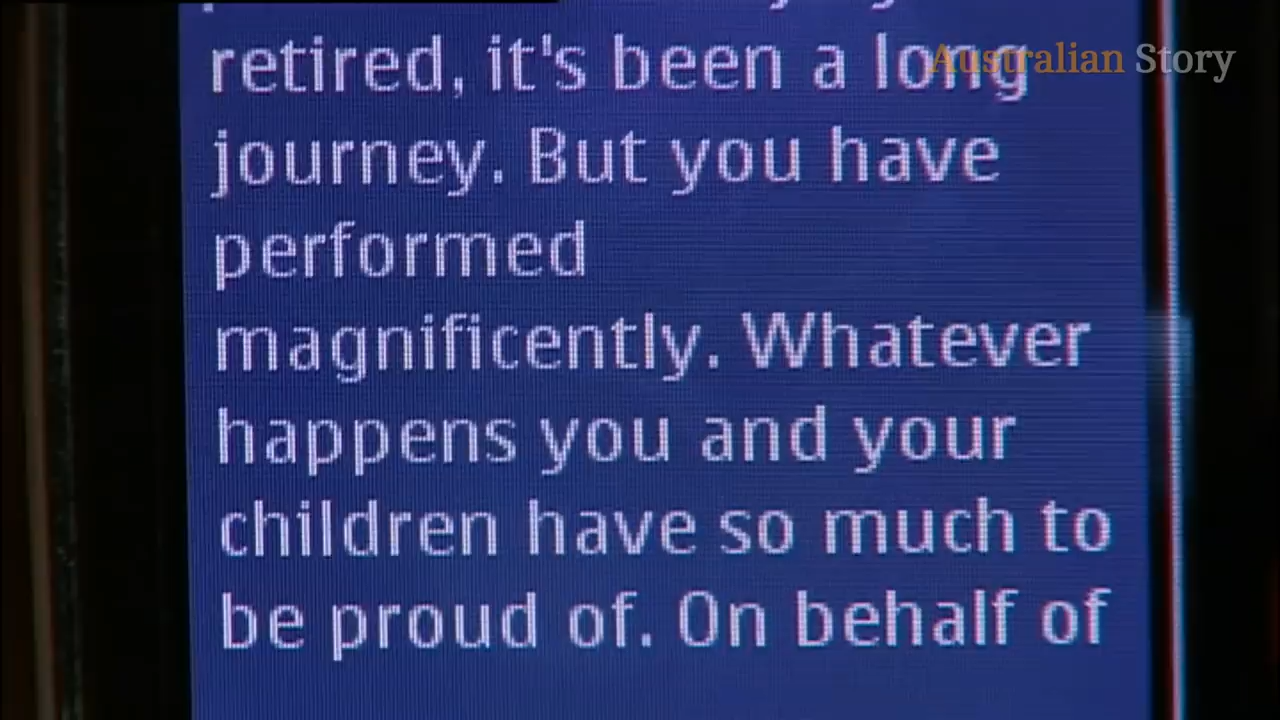 retired, it's been a long
Australian Story
journey. But you have
performed
magnificently. Whatever
happens you and your
children have so much to
be proud of. On behalf of